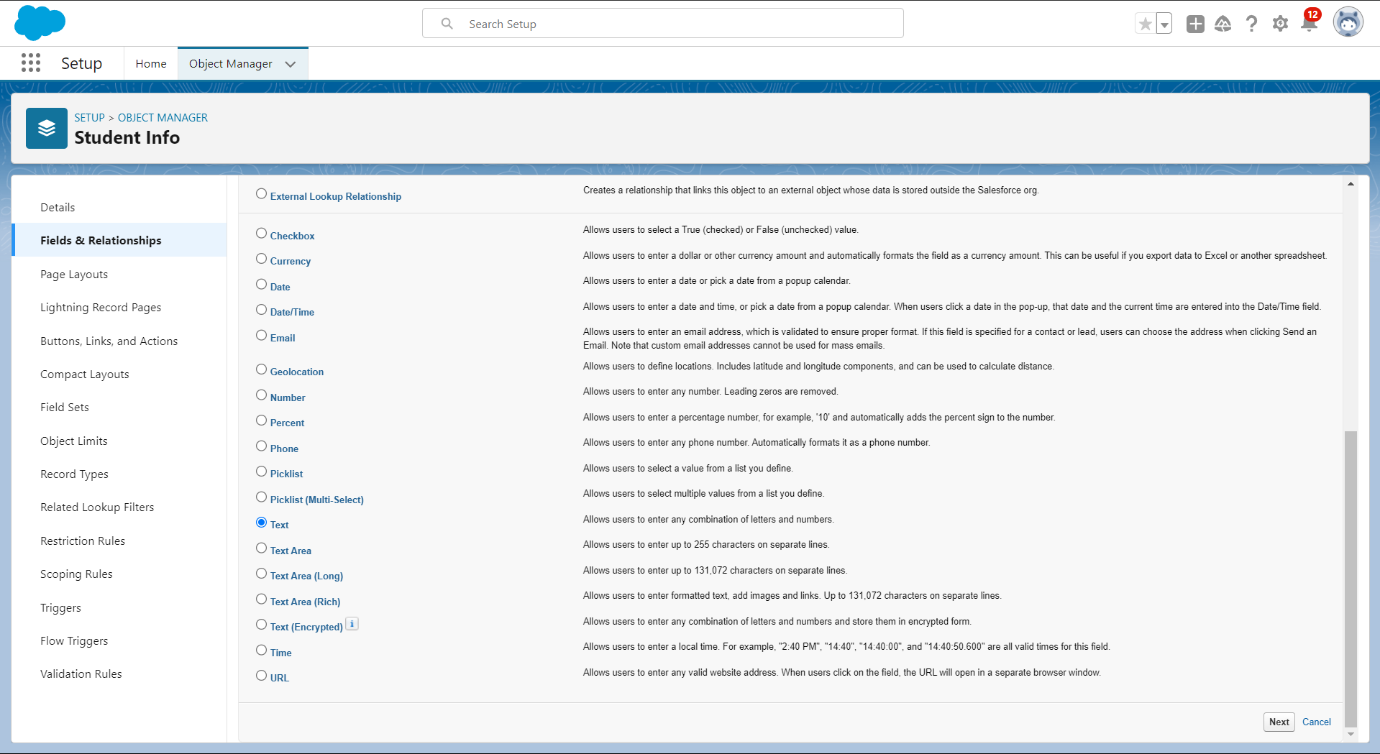 Search Setup
12
Setup
Home
Object Manager
SETUP > OBJECT MANAGER
Student Info
Details
Fields & Relationships
Page Layouts
Lightning Record Pages
Buttons, Links, and Actions
Compact Layouts
Field Sets
Object Limits
Record Types
Related Lookup Filters
Restriction Rules
Scoping Rules
Triggers
Flow Triggers
Validation Rules
External Lookup Relationship
Creates a relationship that links this object to an external object whose data is stored outside the Salesforce org.
Checkbox
Allows users to select a True (checked) or False (unchecked) value.
Currency
Allows users to enter a dollar or other currency amount and automatically formats the field as a currency amount. This can be useful if you export data to Excel or another spreadsheet.
Date
Allows users to enter a date or pick a date from a popup calendar.
Date/Time
Allows users to enter a date and time, or pick a date from a popup calendar. When users click a date in the pop-up, that date and the current time are entered into the Date/Time field.
Email
Allows users to enter an email address, which is validated to ensure proper format. If this field is specified for a contact or lead, users can choose the address when clicking Send an
Email. Note that custom email addresses cannot be used for mass emails.
Geolocation
Allows users to define locations. Includes latitude and longitude components, and can be used to calculate distance.
Number
Allows users to enter any number. Leading zeros are removed.
Percent
Allows users to enter a percentage number, for example, '10' and automatically adds the percent sign to the number.
Phone
Allows users to enter any phone number. Automatically formats it as a phone number.
Picklist
Allows users to select a value from a list you define.
Picklist (Multi-Select)
Allows users to select multiple values from a list you define.
Text
Allows users to enter any combination of letters and numbers.
Text Area
Allows users to enter up to 255 characters on separate lines.
Text Area (Long)
Allows users to enter up to 131,072 characters on separate lines.
Text Area (Rich)
Allows users to enter formatted text, add images and links. Up to 131,072 characters on separate lines.
Text (Encrypted) i
Allows users to enter any combination of letters and numbers and store them in encrypted form.
Time
Allows users to enter a local time. For example, "2:40 PM", "14:40", "14:40:00", and "14:40:50.600" are all valid times for this field.
URL
Allows users to enter any valid website address. When users click on the field, the URL will open in a separate browser window.
Next
Cancel